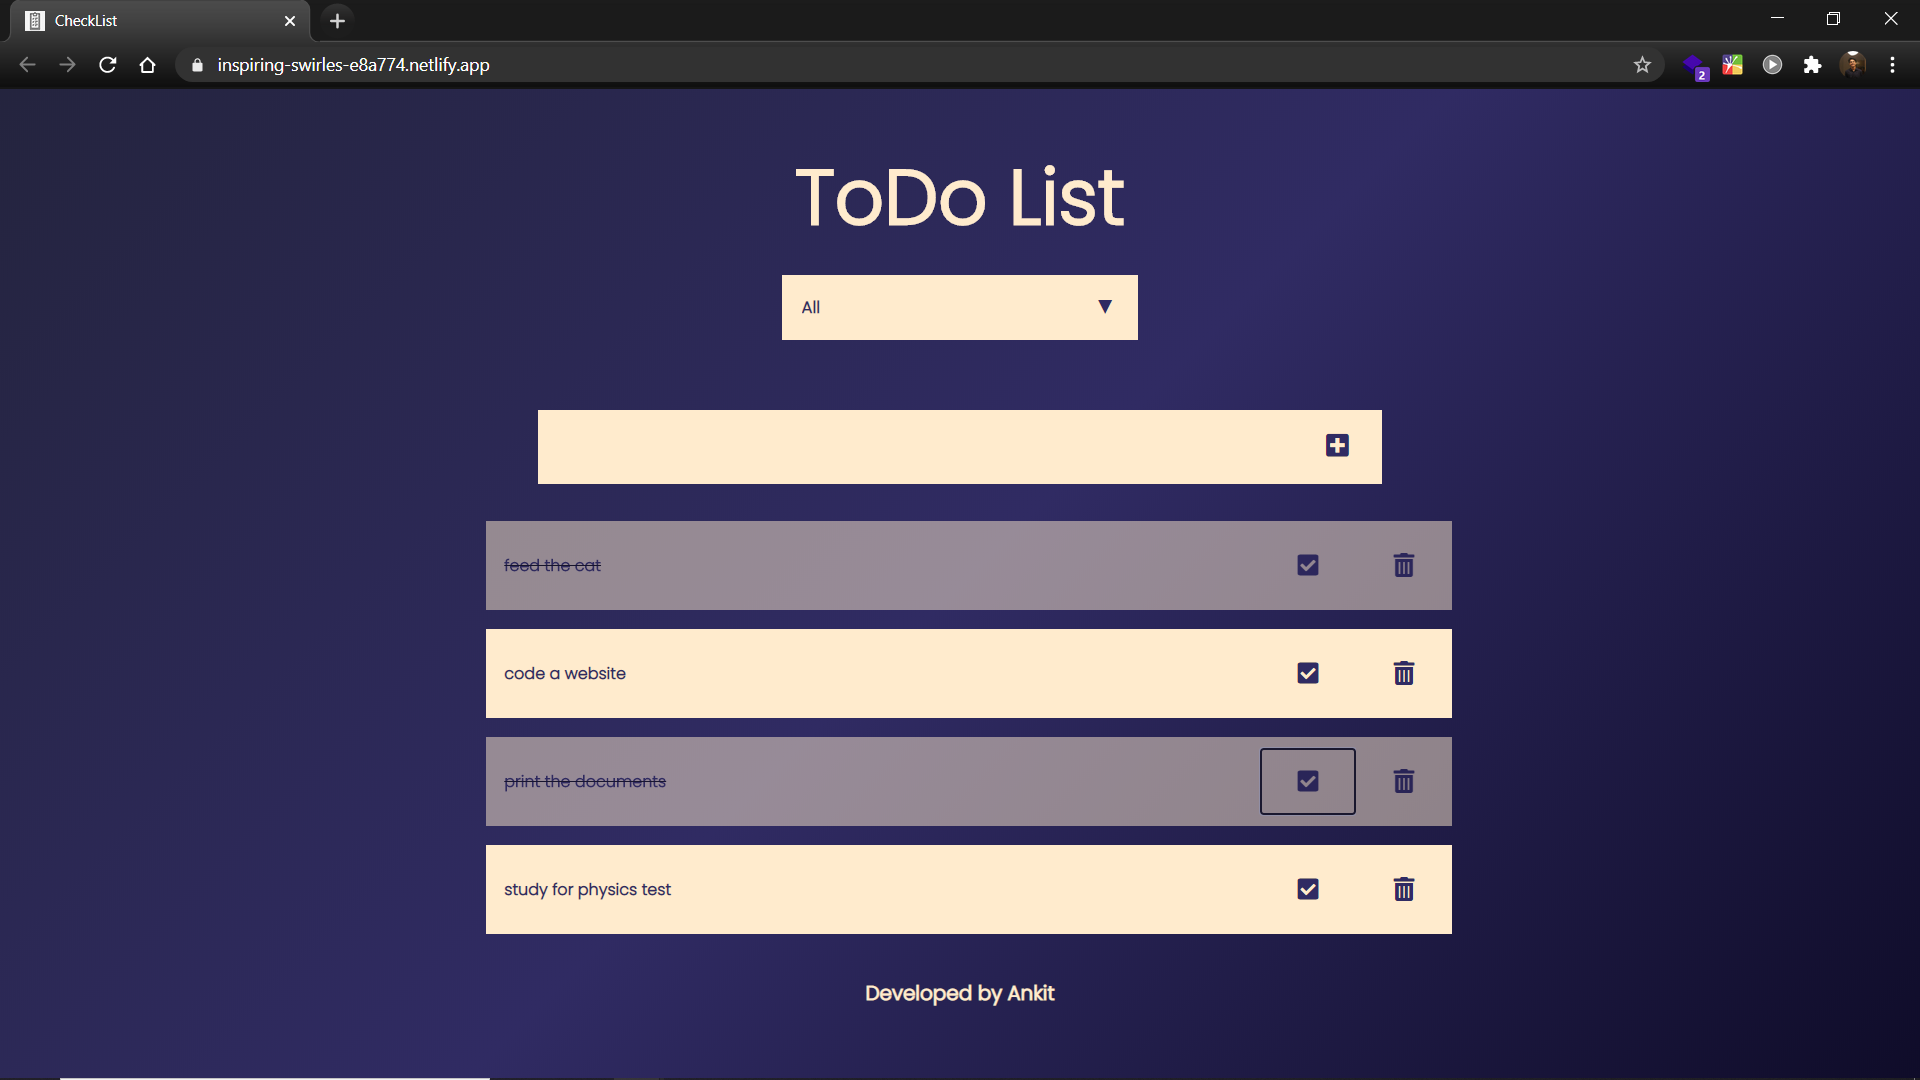 CheckList
inspiring-swirles-e8a774.netlify.app
2
ToDo List
All
feed the cat
code a website
print the documents
study for physics test
Developed by Ankit